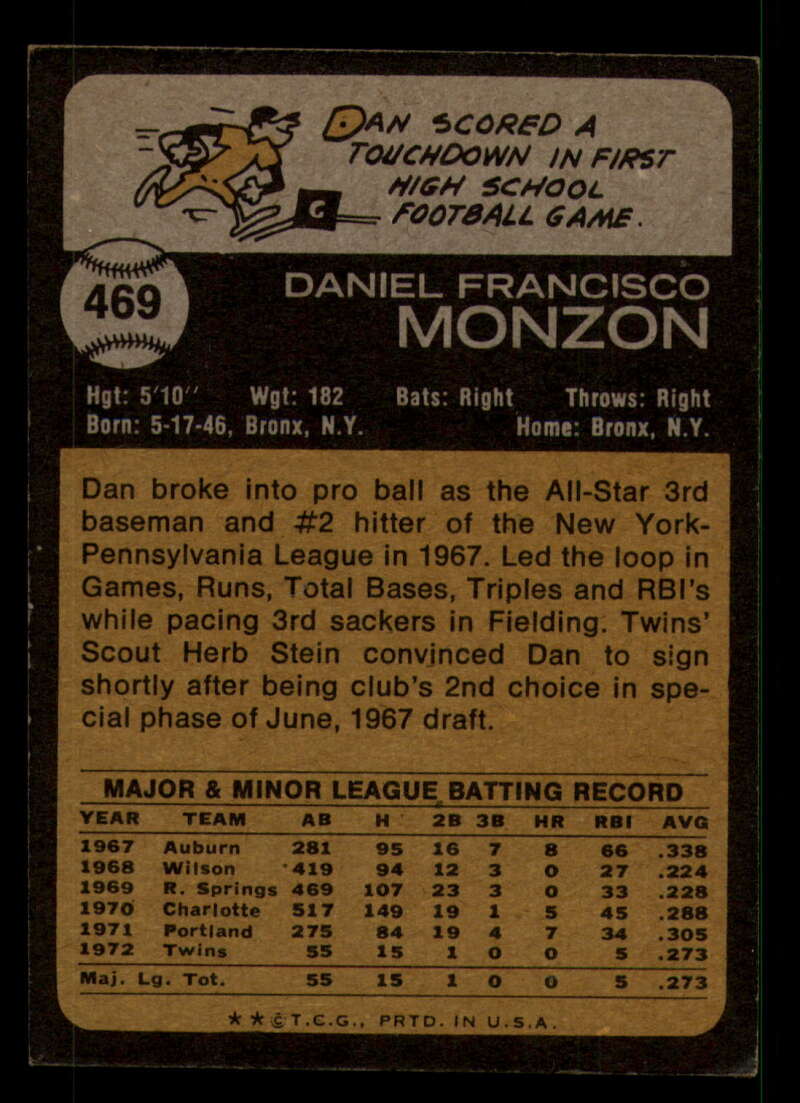 DAN SCORED A
TOUCHDOWN IN FIRST
HIGH SCHOOL
FOOTBALL GAME.
G
469
DANIEL FRANCISCO
MONZON
Hgt: 5'10" Wgt: 182 Bats: Right Throws: Right
Born: 5-17-46, Bronx, N.Y. Home: Bronx, N.Y.
Dan broke into pro ball as the All-Star 3rd
baseman and #2 hitter of the New York-
Pennsylvania League in 1967. Led the loop in
Games, Runs, Total Bases, Triples and RBI's
while pacing 3rd sackers in Fielding. Twins'
Scout Herb Stein convinced Dan to sign
shortly after being club's 2nd choice in spe-
cial phase of June, 1967 draft.
MAJOR & MINOR LEAGUE BATTING RECORD
YEAR TEAM AB H 2B 3B HR RBI AVG
1967 Auburn 281 95 16 7 8 66 .338
1968 Wilson 419 94 12 3 0 27 .224
1969 R. Springs 469 107 23 3 0 33 .228
1970 Charlotte 517 149 19 1 5 45 .288
1971 Portland 275 84 19 4 7 34 .305
1972 Twins 55 15 1 0 0 5 .273
Maj. Lg. Tot. 55 15 1 0 0 5 .273
★★© T.C.G., PRTD. IN U.S.A.